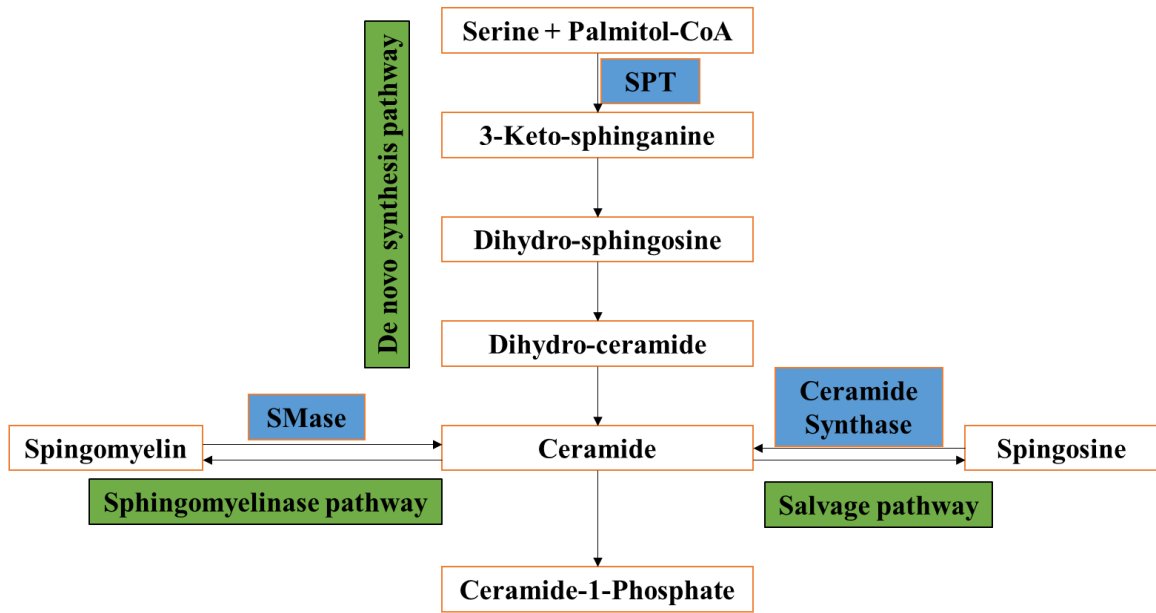 Serine + Palmitol-CoA
SPT
De novo synthesis pathway
3-Keto-sphinganine
Dihydro-sphingosine
Dihydro-ceramide
SMase
Ceramide
Synthase
Spingomyelin
Ceramide
Spingosine
Sphingomyelinase pathway
Salvage pathway
Ceramide-1-Phosphate